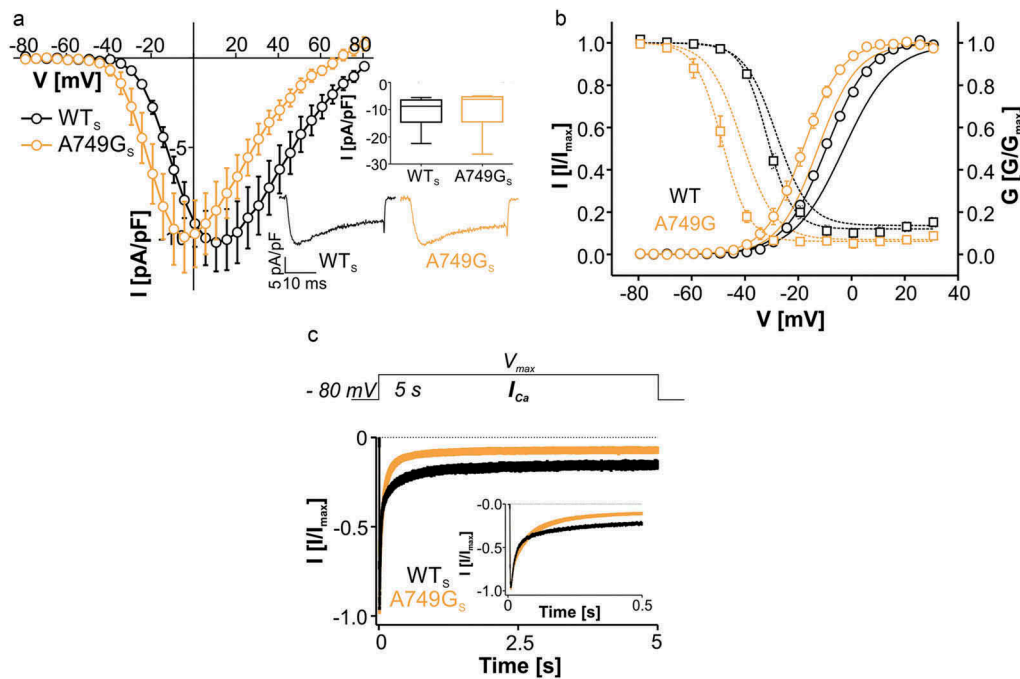 a
-80 -60 -40 -20 0 20 40 60 80
V [mV]
WTS
A749GS
-5
I [pA/pF]
0
-10
-20
-30
I [pA/pF]
WTS A749GS
pA/pF
5
10 ms
WTS
A749GS
b
1.0
0.8
0.6
0.4
0.2
0.0
I [I/Imax]
WT
A749G
1.0
0.8
0.6
0.4
0.2
0.0
G [G/Gmax]
-80 -60 -40 -20 0 20 40
V [mV]
c
Vmax
- 80 mV 5 s ICa
0
-0.5
-1.0
I [I/Imax]
WTS
A749GS
-0.0
-0.5
-1.0
I [I/Imax]
0 0.5
Time [s]
0 2.5 5
Time [s]